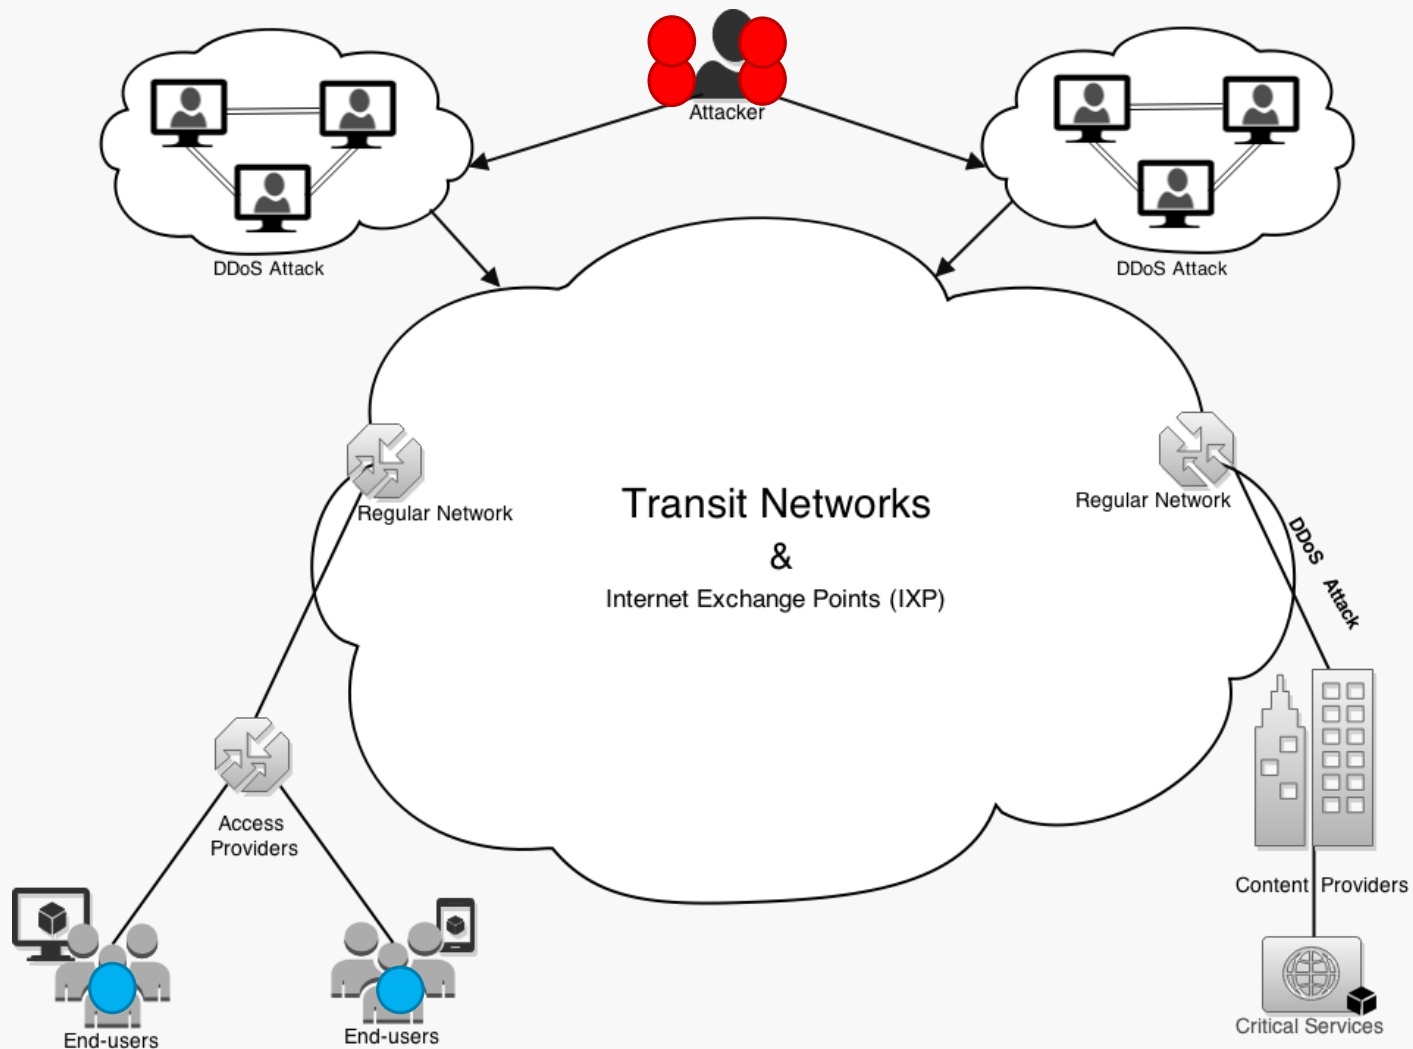 Attacker
DDoS Attack
DDoS Attack
Regular Network
Regular Network
Transit Networks
&
Internet Exchange Points (IXP)
DDoS Attack
Access
Providers
Content Providers
End-users
End-users
Critical Services